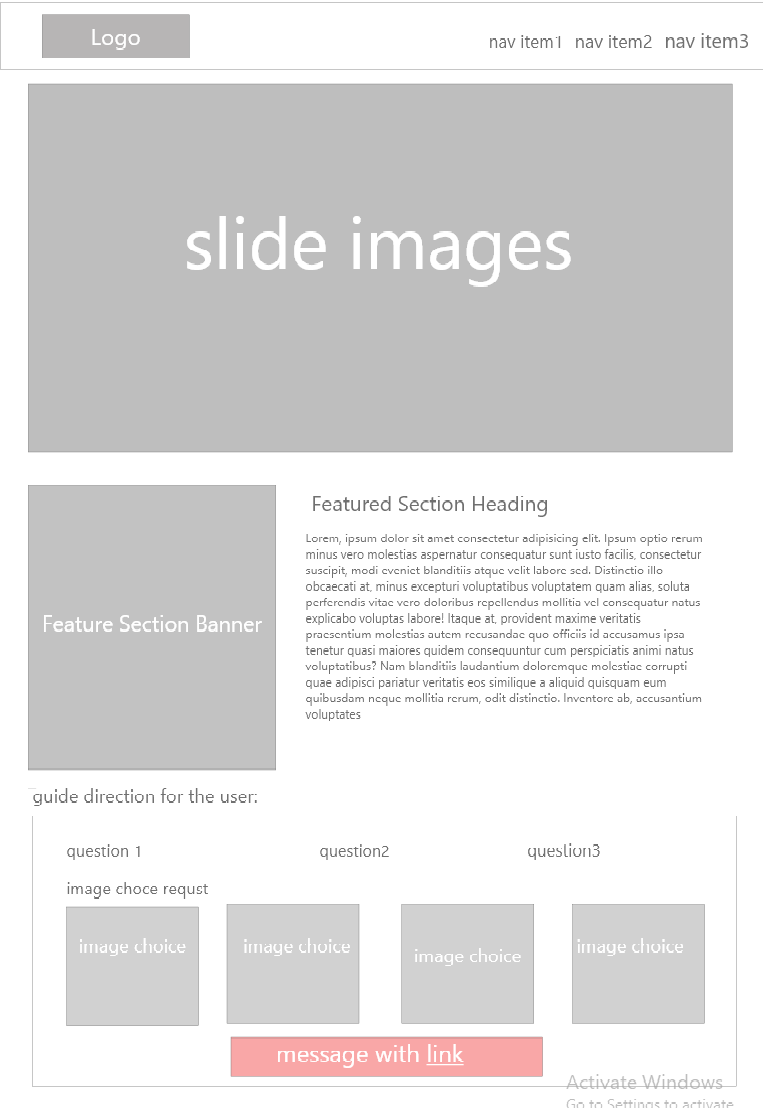 Logo
nav item1 nav item2 nav item3
slide images
Feature Section Banner
Featured Section Heading
Lorem, ipsum dolor sit amet consectetur adipisicing elit. Ipsum optio rerum
minus vero molestias aspernatur consequatur sunt iusto facilis, consectetur
suscipit, modi eveniet blanditiis atque velit labore sed. Distinctio illo
obcaecati at, minus excepturi voluptatibus voluptatem quam alias, soluta
perferendis vitae vero doloribus repellendus mollitia vel consequatur natus
explicabo voluptas labore! Itaque at, provident maxime veritatis
praesentium molestias autem recusandae quo officiis id accusamus ipsa
tenetur quasi maiores quidem consequuntur cum perspiciatis animi natus
voluptatibus? Nam blanditiis laudantium doloremque molestiae corrupti
quae adipisci pariatur veritatis eos similique a aliquid quisquam eum
quibusdam neque mollitia rerum, odit distinctio. Inventore ab, accusantium
voluptates
guide direction for the user:
question 1 question2 question3
image choce requst
image choice image choice image choice image choice
message with link
Activate Windows
Go to Settings to activate